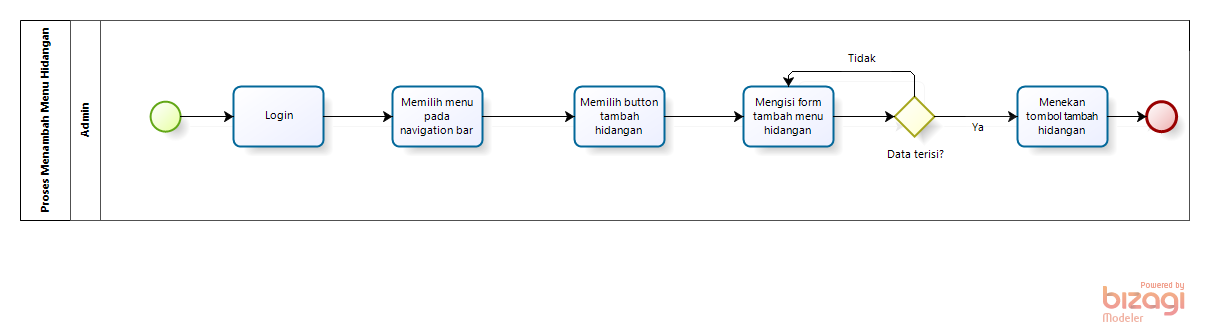 Proses Menambah Menu Hidangan
Admin
Login
Memilih menu
pada
navigation bar
Memilih button
tambah
hidangan
Mengisi form
tambah menu
hidangan
Tidak
Data terisi?
Ya
Menekan
tombol tambah
hidangan
Powered by
bizagi
Modeler